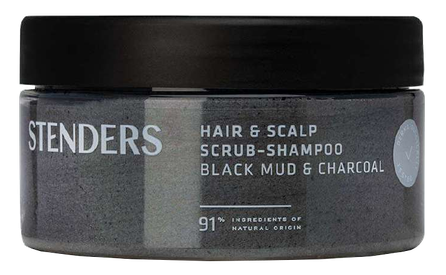 STENDERS
HAIR & SCALP
SCRUB-SHAMPOO
BLACK MUD & CHARCOAL
91% INGREDIENTS OF
NATURAL ORIGIN